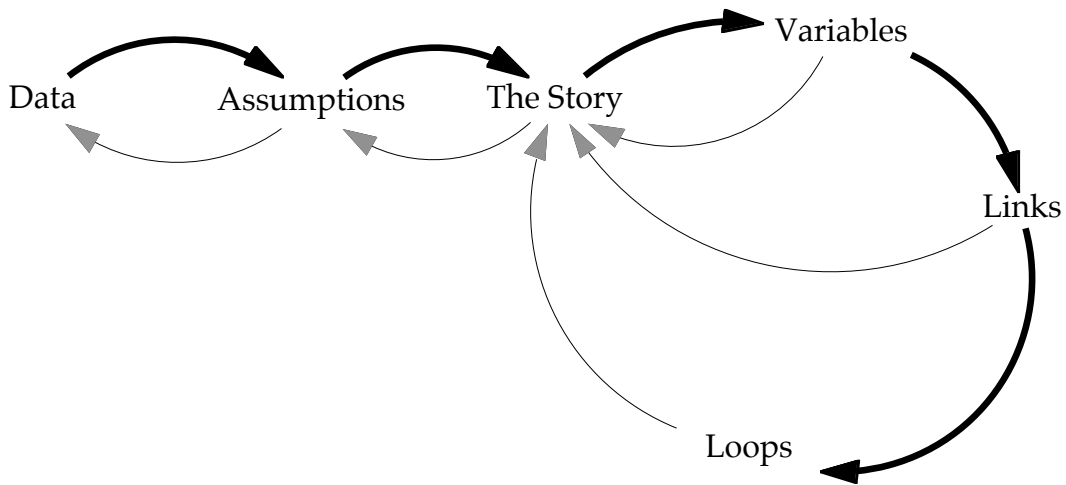 Variables
Data
Assumptions
The Story
Links
Loops